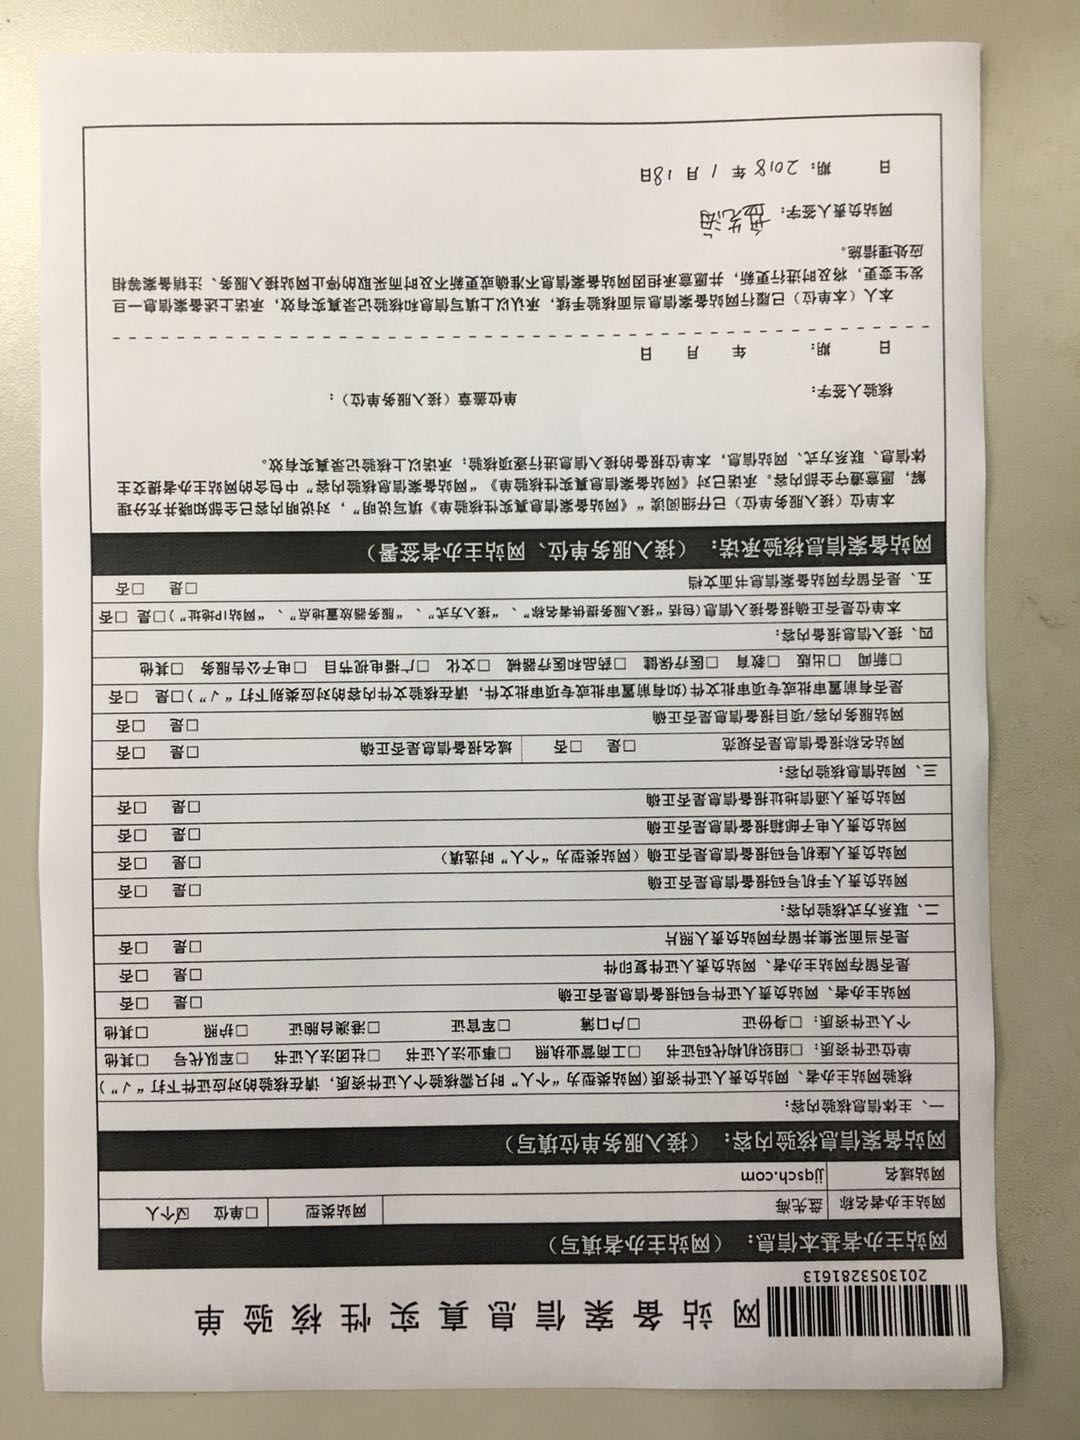 网站备案信息真实性核验单
2013053281613
网站主办者基本信息：（网站主办者填写）
网站主办者名称 盘先海 网站类型 □单位 ☑个人
网站域名 jjqsch.com
网站备案信息核验内容：（接入服务单位填写）
一、主体信息核验内容：
核验网站主办者、网站负责人证件资质(网站类型为“个人”时只需核验个人证件资质，请在核验的对应证件下打“√”)
单位证件资质：□组织机构代码证书 □工商营业执照 □事业法人证书 □社团法人证书 □军队代号 □其他
个人证件资质：□身份证 □户口簿 □军官证 □港澳台胞证 □护照 □其他
网站主办者、网站负责人证件号码报备信息是否正确 □是 □否
是否留存网站主办者、网站负责人证件复印件 □是 □否
是否当面采集并留存网站负责人照片 □是 □否
二、联系方式核验内容：
网站负责人手机号码报备信息是否正确 □是 □否
网站负责人座机号码报备信息是否正确（网站类型为“个人”时选填） □是 □否
网站负责人电子邮箱报备信息是否正确 □是 □否
网站负责人通信地址报备信息是否正确 □是 □否
三、网站信息核验内容：
网站名称报备信息是否规范 □是 □否 域名报备信息是否正确 □是 □否
网站服务内容/项目报备信息是否正确 □是 □否
是否有前置审批或专项审批文件(如有前置审批或专项审批文件，请在核验文件内容的对应类别下打“√”) □是 □否
□新闻 □出版 □教育 □医疗保健 □药品和医疗器械 □文化 □广播电视节目 □电子公告服务 □其他
四、接入信息报备内容：
本单位是否正确报备接入信息(包括“接入服务提供者名称”、“接入方式”、“服务器放置地点”、“网站IP地址”) □是 □否
五、是否留存网站备案信息书面文档 □是 □否
网站备案信息核验承诺：（接入服务单位、网站主办者签署）
本单位（接入服务单位）已仔细阅读“《网站备案信息真实性核验单》填写说明”，对说明内容已全部知晓并充分理
解，愿意遵守全部内容。承诺已对《网站备案信息真实性核验单》“网站备案信息核验内容”中包含的网站主办者提交主
体信息、联系方式、网站信息，本单位报备的接入信息进行逐项核验；承诺以上核验记录真实有效。
核验人签字： 单位盖章（接入服务单位）：
日 期： 年 月 日
本人（本单位）已履行网站备案信息当面核验手续，承认以上填写信息和核验记录真实有效，承诺上述备案信息一旦
发生变更，将及时进行更新，并愿意承担因网站备案信息不准确或更新不及时而采取的停止网站接入服务、注销备案等相
应处理措施。
网站负责人签字：盘先海
日 期：2018年1月18日